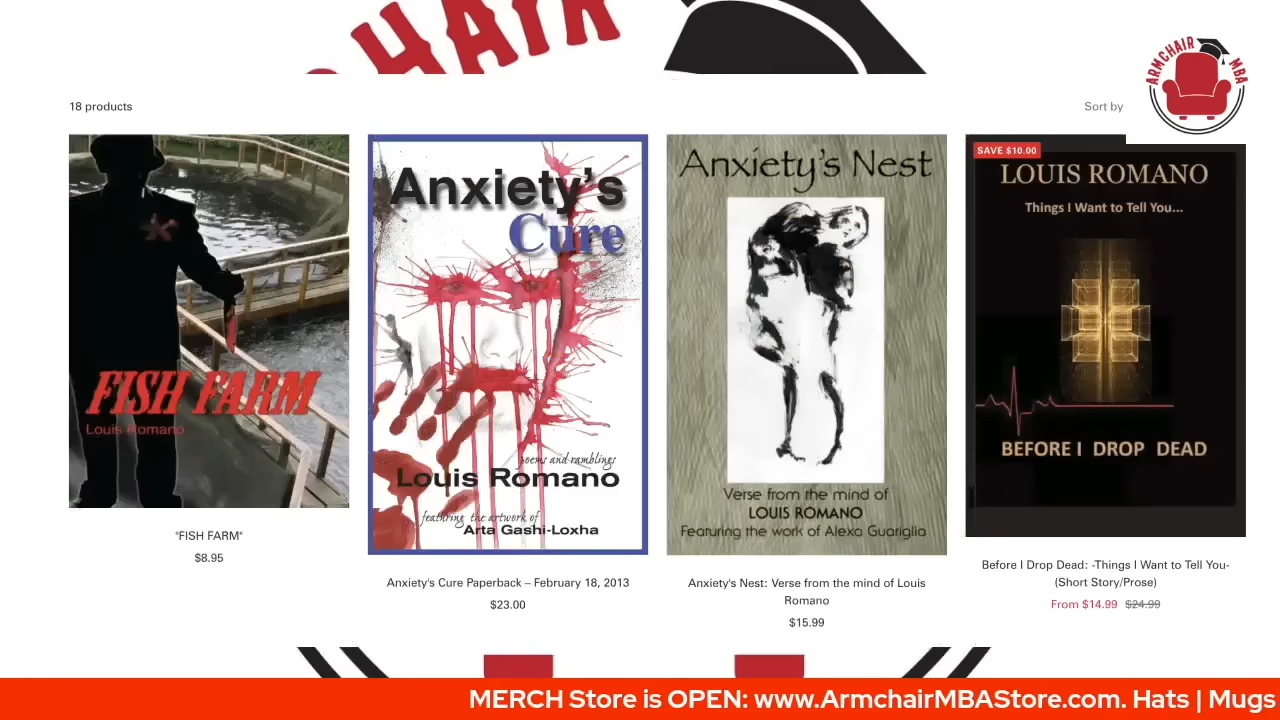 HAIR
18 products
Sort by
ARMCHAIR MBA
FISH FARM
Louis Romano
"FISH FARM"
$8.95
Anxiety's
Cure
poems and ramblings
Louis Romano
featuring the artwork of
Arta Gashi-Loxha
Anxiety's Cure Paperback – February 18, 2013
$23.00
Anxiety's Nest
Verse from the mind of
LOUIS ROMANO
Featuring the work of Alexa Guariglia
Anxiety's Nest: Verse from the mind of Louis
Romano
$15.99
SAVE $10.00
LOUIS ROMANO
Things I Want to Tell You...
BEFORE I DROP DEAD
Before I Drop Dead: -Things I Want to Tell You-
(Short Story/Prose)
From $14.99 $24.99
MERCH Store is OPEN: www.ArmchairMBAStore.com. Hats | Mugs